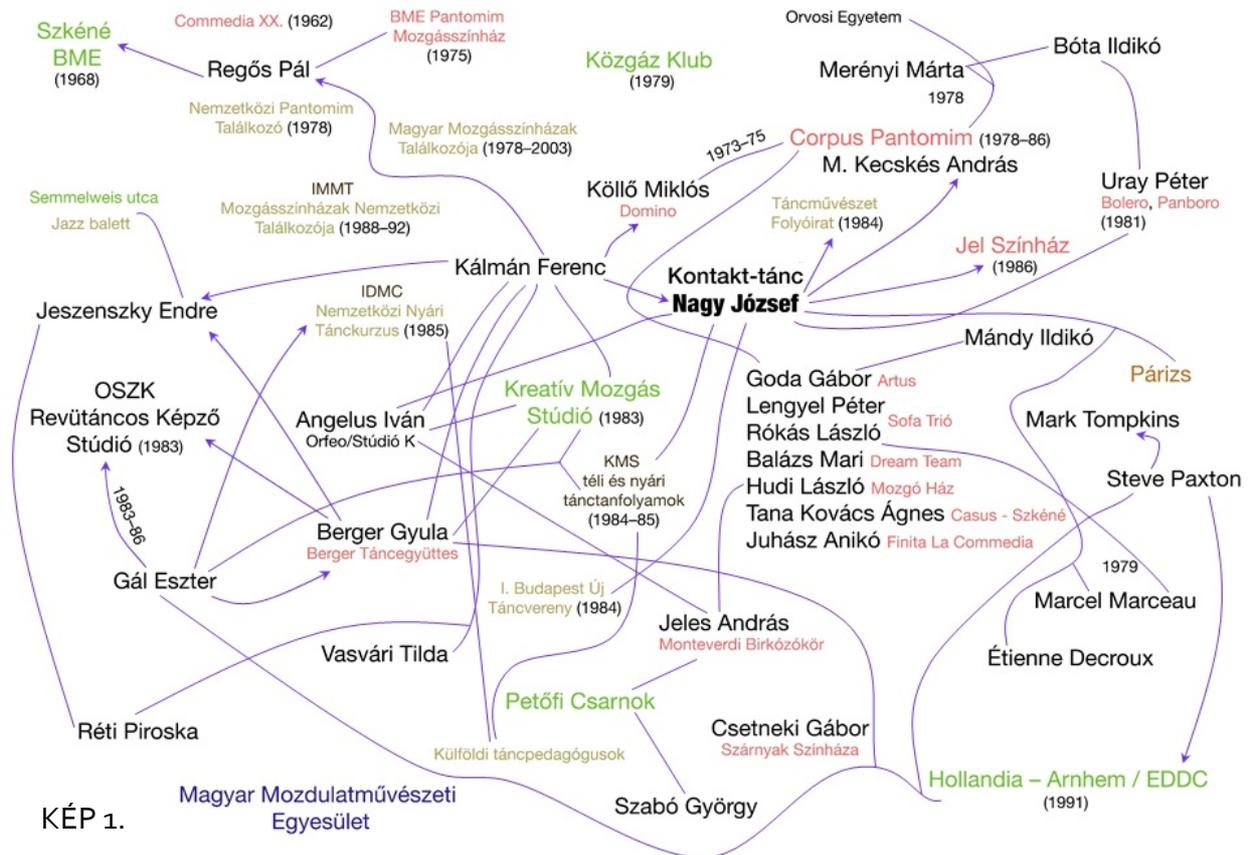 Orvosi Egyetem
Szkéné
BME
(1968)
Commedia XX. (1962)
BME Pantomim
Mozgásszínház
(1975)
Regős Pál
Közgáz Klub
(1979)
Merényi Márta
1978
Bóta Ildikó
Nemzetközi Pantomim
Találkozó (1978)
Magyar Mozgásszínházak
Találkozója (1978–2003)
1973–75
Corpus Pantomim (1978–86)
M. Kecskés András
Semmelweis utca
Jazz balett
IMMT
Mozgásszínházak Nemzetközi
Találkozója (1988–92)
Köllő Miklós
Domino
Táncművészet
Folyóirat (1984)
Uray Péter
Bolero, Panboro
(1981)
Jel Színház
(1986)
Kálmán Ferenc
Kontakt-tánc
Nagy József
Jeszenszky Endre
IDMC
Nemzetközi Nyári
Tánckurzus (1985)
Mándy Ildikó
Párizs
OSZK
Revütáncos Képző
Stúdió (1983)
Angelus Iván
Orfeo/Stúdió K
Kreatív Mozgás
Stúdió (1983)
Goda Gábor Artus
Lengyel Péter
Sofa Trió
Rókás László
Balázs Mari Dream Team
Hudi László Mozgó Ház
Tana Kovács Ágnes Casus - Szkéné
Juhász Anikó Finita La Commedia
Mark Tompkins
Steve Paxton
KMS
téli és nyári
tánctanfolyamok
(1984–85)
1983–86
Berger Gyula
Berger Táncegyüttes
Gál Eszter
I. Budapest Új
Táncvereny (1984)
1979
Marcel Marceau
Étienne Decroux
Jeles András
Monteverdi Birkózókör
Vasvári Tilda
Petőfi Csarnok
Réti Piroska
Csetneki Gábor
Szárnyak Színháza
Külföldi táncpedagógusok
Hollandia – Arnhem / EDDC
(1991)
Szabó György
Magyar Mozdulatművészeti
Egyesület
KÉP 1.